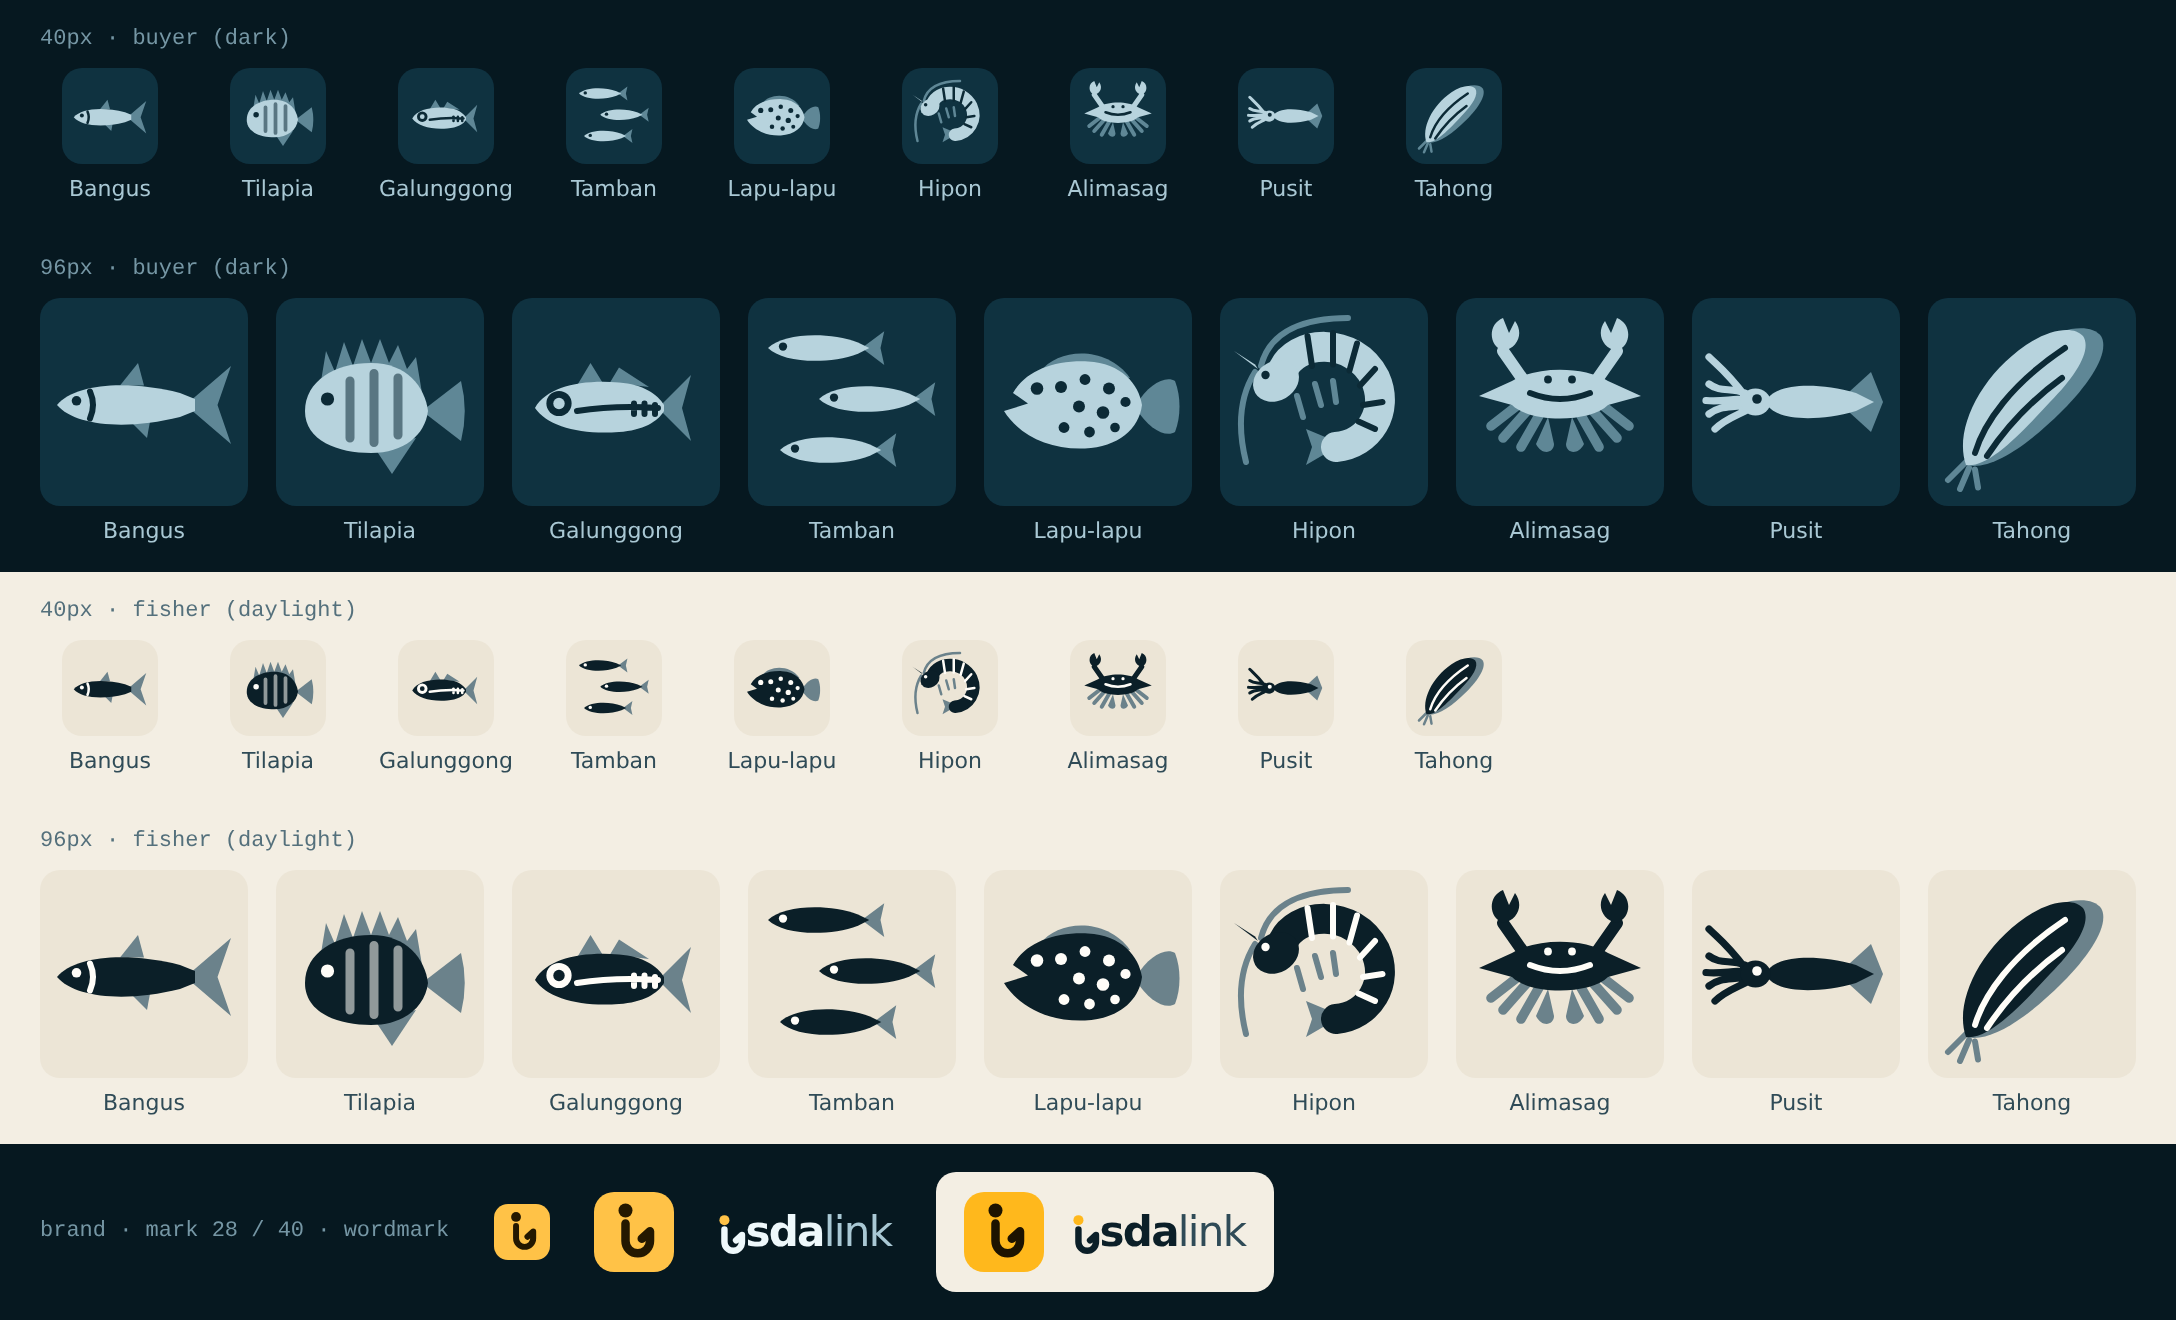 40px · buyer (dark)
Bangus Tilapia Galunggong Tamban Lapu-lapu Hipon Alimasag Pusit Tahong
96px · buyer (dark)
Bangus Tilapia Galunggong Tamban Lapu-lapu Hipon Alimasag Pusit Tahong
40px · fisher (daylight)
Bangus Tilapia Galunggong Tamban Lapu-lapu Hipon Alimasag Pusit Tahong
96px · fisher (daylight)
Bangus Tilapia Galunggong Tamban Lapu-lapu Hipon Alimasag Pusit Tahong
brand · mark 28 / 40 · wordmark isdalink isdalink